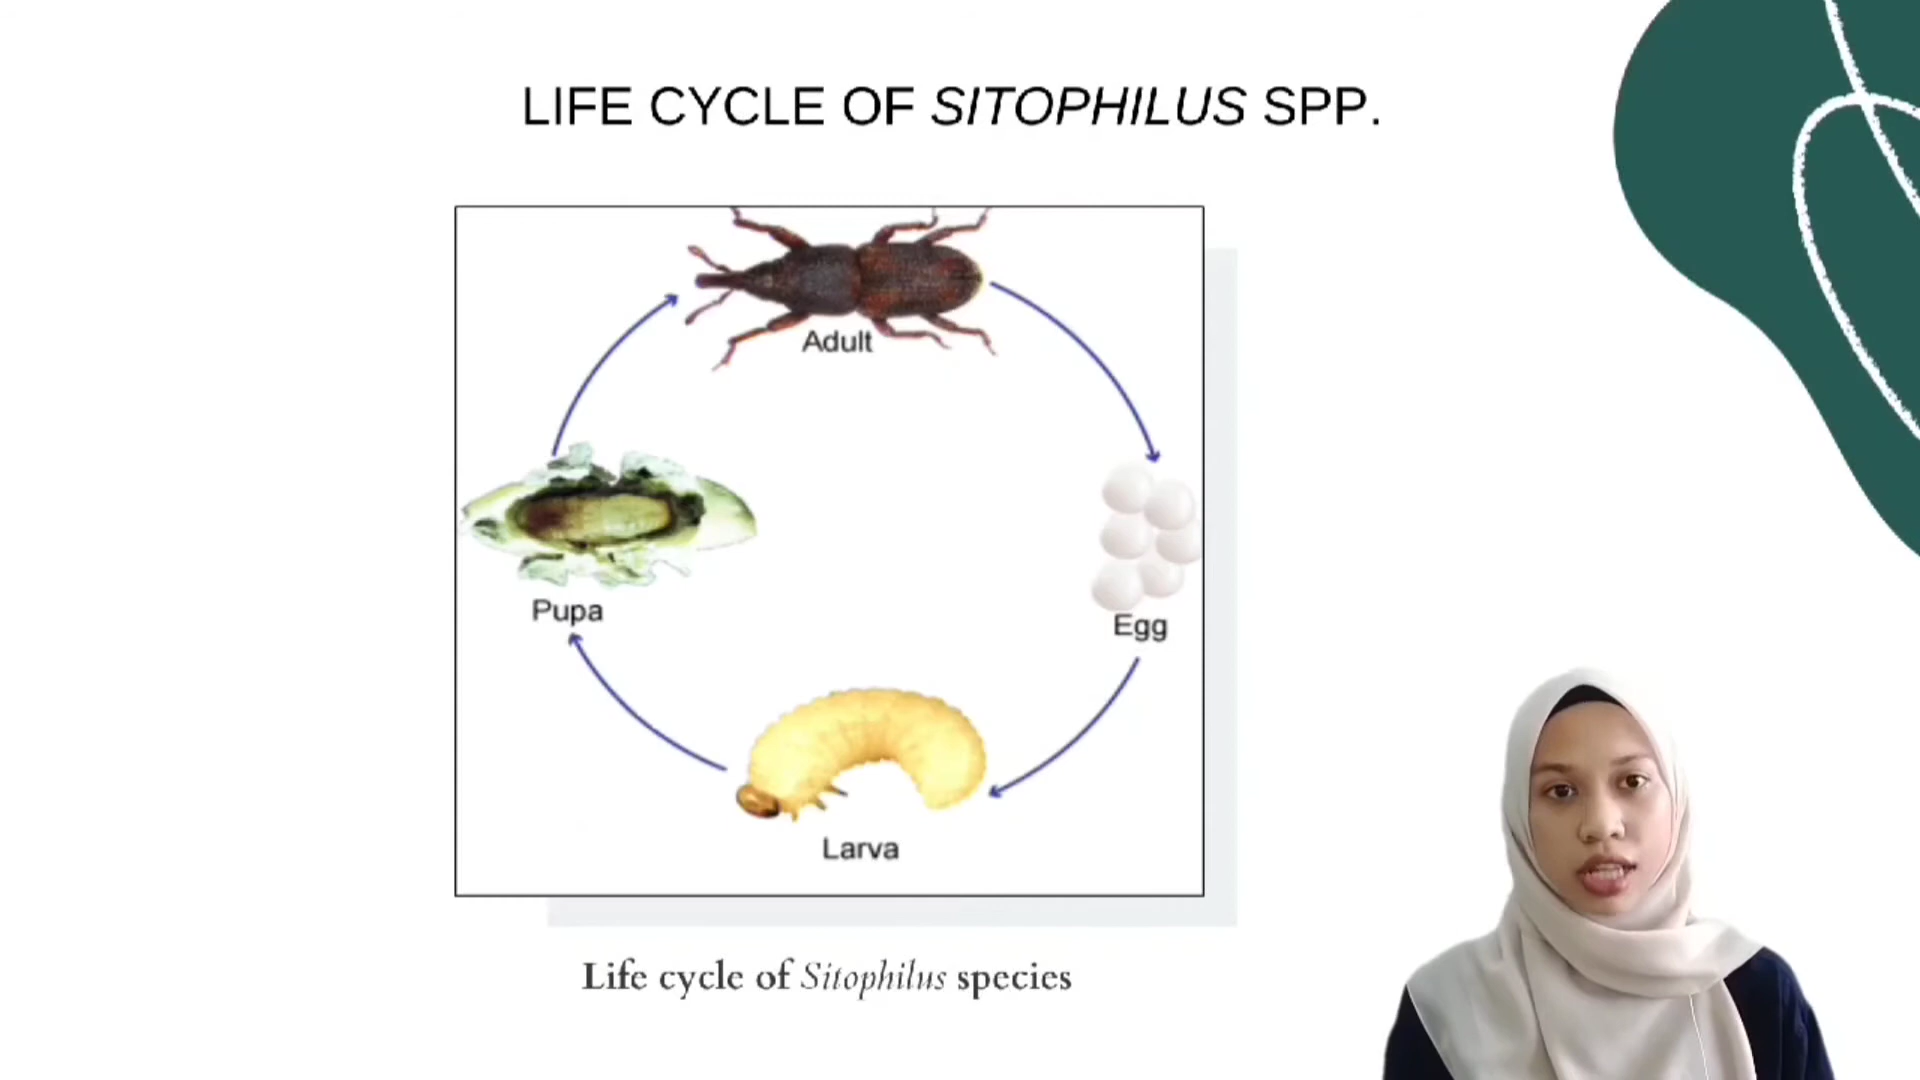 LIFE CYCLE OF SITOPHILUS SPP.
Adult
Pupa
Egg
Larva
Life cycle of Sitophilus species